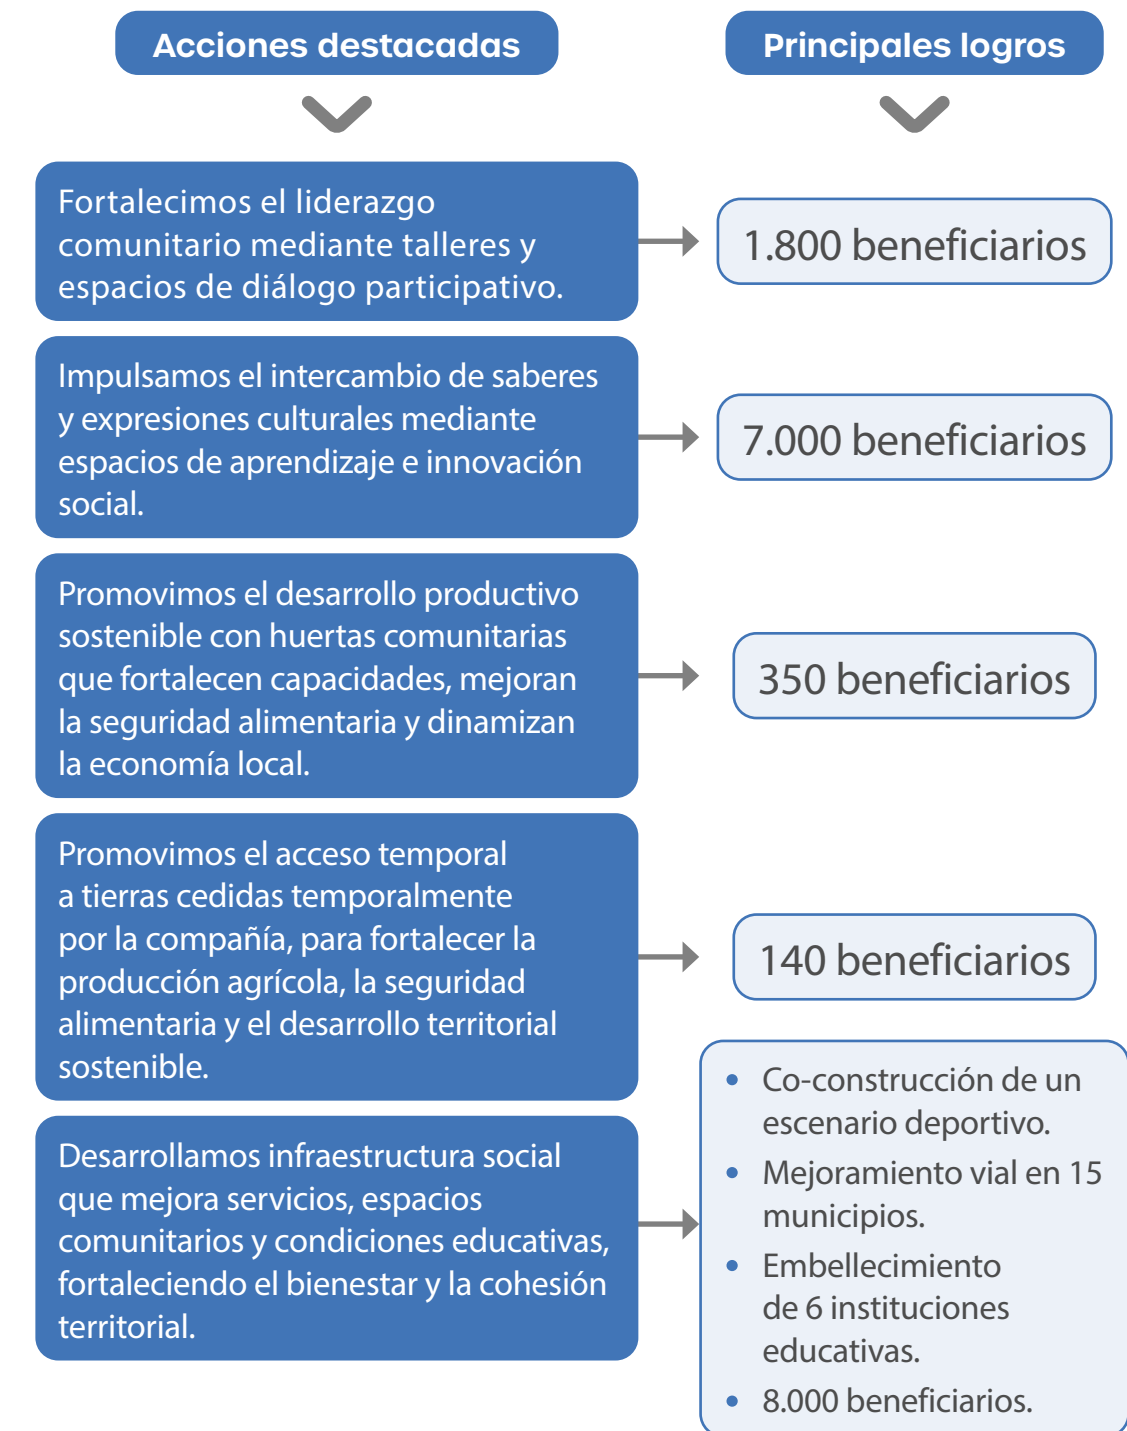 Acciones destacadas
Principales logros
Fortalecimos el liderazgo
comunitario mediante talleres y
espacios de diálogo participativo.
1.800 beneficiarios
Impulsamos el intercambio de saberes
y expresiones culturales mediante
espacios de aprendizaje e innovación
social.
7.000 beneficiarios
Promovimos el desarrollo productivo
sostenible con huertas comunitarias
que fortalecen capacidades, mejoran
la seguridad alimentaria y dinamizan
la economía local.
350 beneficiarios
Promovimos el acceso temporal
a tierras cedidas temporalmente
por la compañía, para fortalecer la
producción agrícola, la seguridad
alimentaria y el desarrollo territorial
sostenible.
140 beneficiarios
Desarrollamos infraestructura social
que mejora servicios, espacios
comunitarios y condiciones educativas,
fortaleciendo el bienestar y la cohesión
territorial.
• Co-construcción de un
escenario deportivo.
• Mejoramiento vial en 15
municipios.
• Embellecimiento
de 6 instituciones
educativas.
• 8.000 beneficiarios.